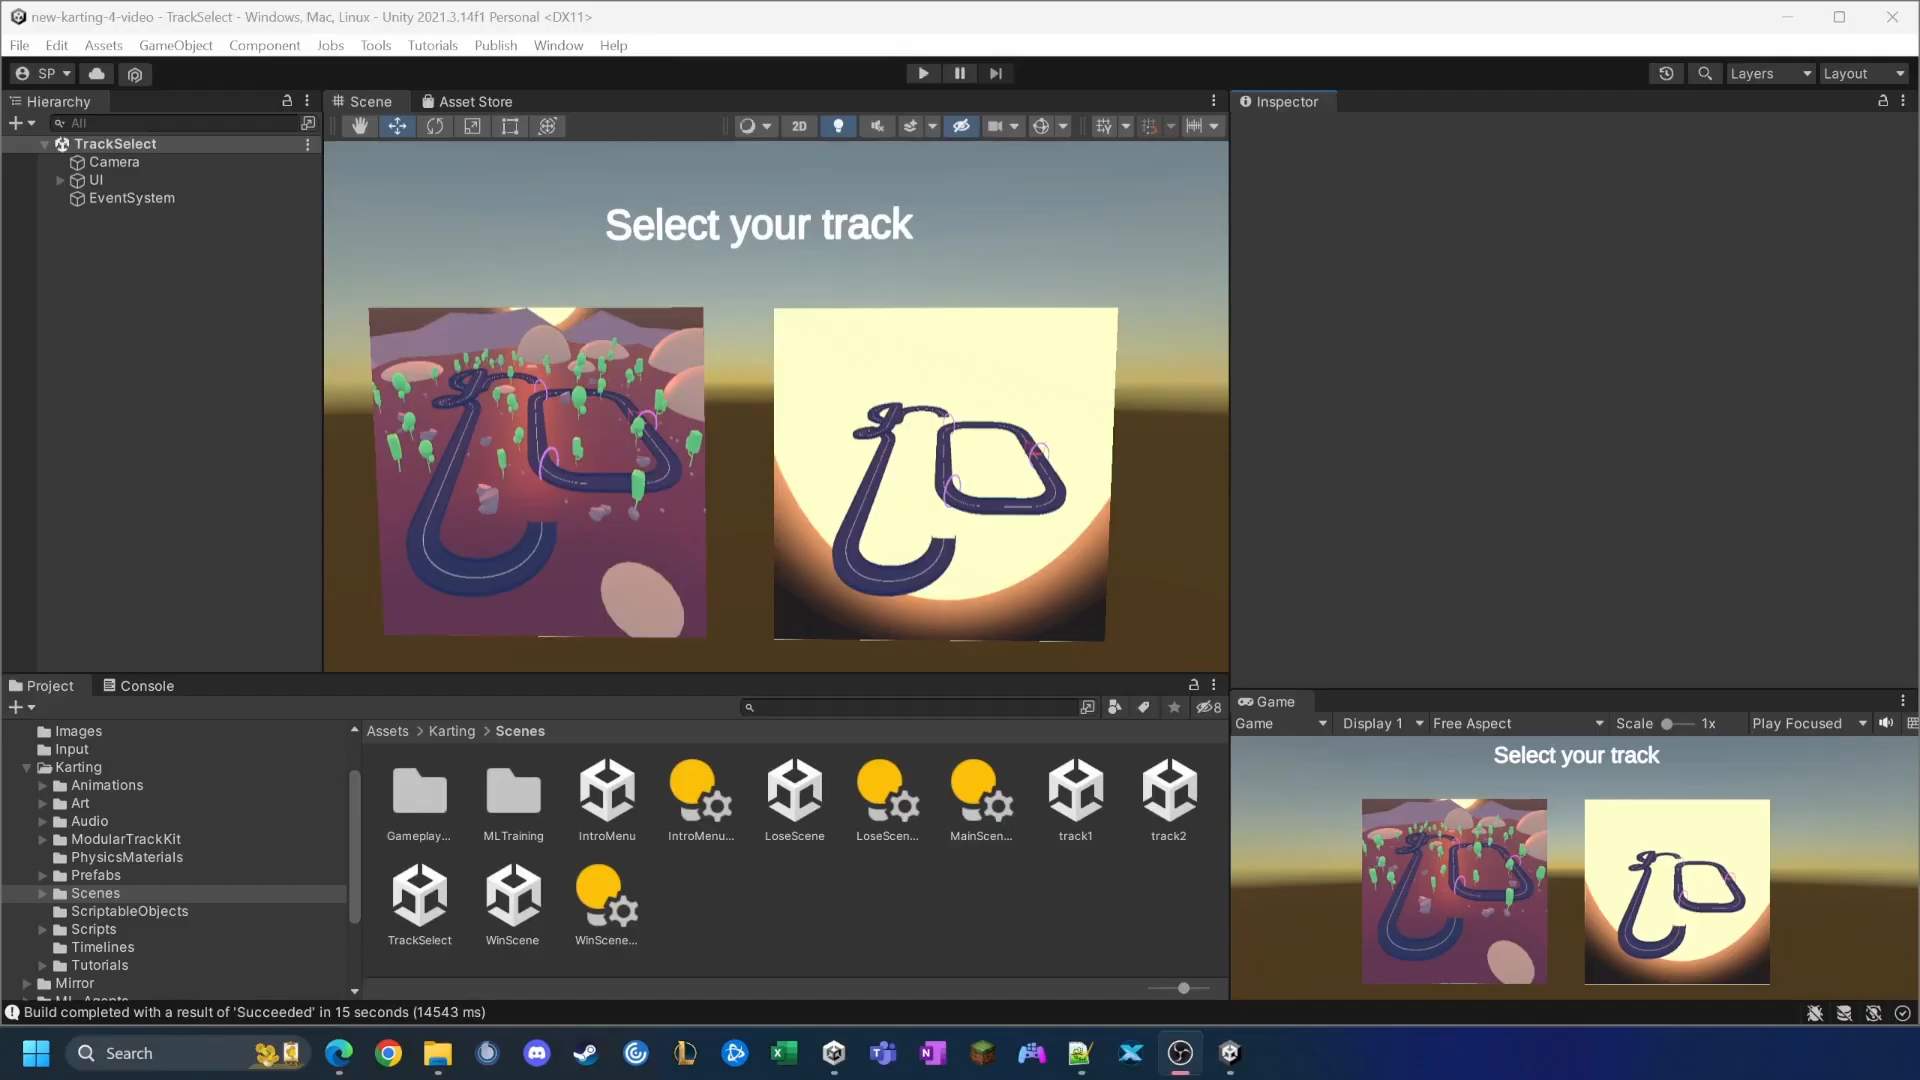 new-karting-4-video - TrackSelect - Windows, Mac, Linux - Unity 2021.3.14f1 Personal <DX11>
File Edit Assets GameObject Component Jobs Tools Tutorials Publish Window Help
SP Layers Layout
Hierarchy Scene Asset Store Inspector
All 2D
TrackSelect
Camera
UI
EventSystem
Select your track
Project Console
Game
8
Game Display 1 Free Aspect Scale 1x Play Focused
Assets > Karting > Scenes
Images
Input
Karting
Animations
Art
Audio
ModularTrackKit
PhysicsMaterials
Prefabs
Scenes
ScriptableObjects
Scripts
Timelines
Tutorials
Mirror
Gameplay... MLTraining IntroMenu IntroMenu... LoseScene LoseScen... MainScen... track1 track2
TrackSelect WinScene WinScene...
Select your track
Build completed with a result of 'Succeeded' in 15 seconds (14543 ms)
Search